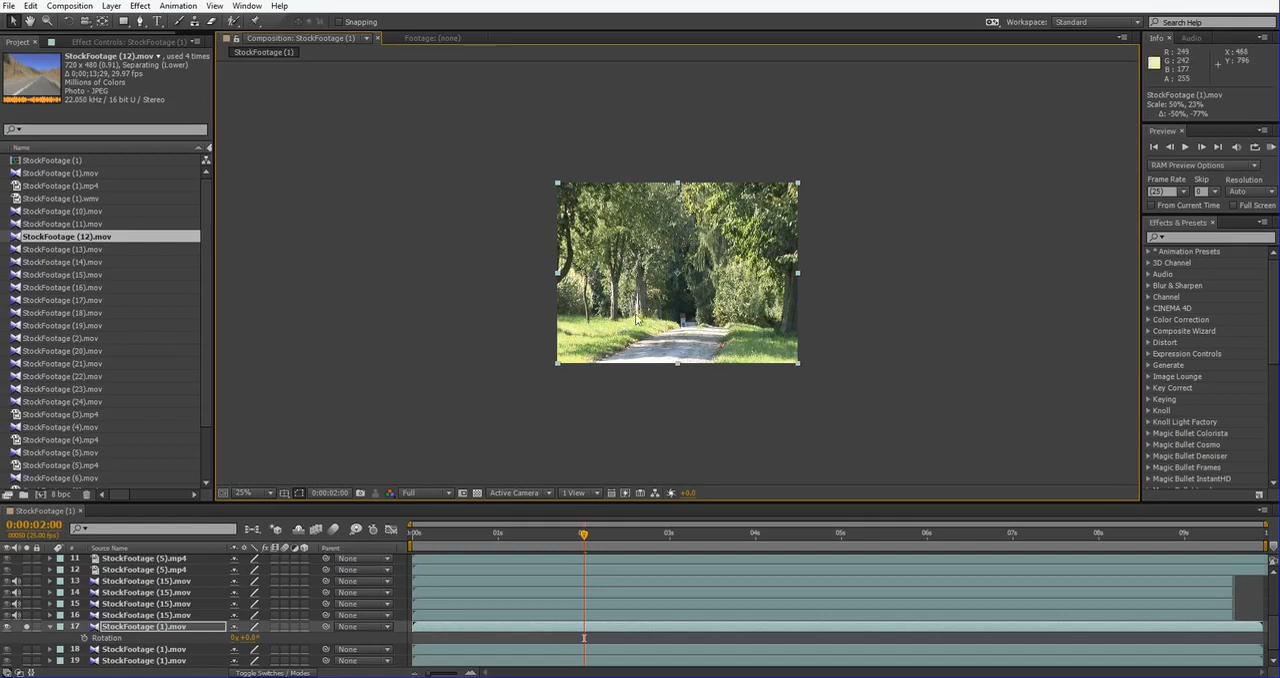 File Edit Composition Layer Effect Animation View Window Help
Snapping
Workspace: Standard
Search Help
Project × Effect Controls: StockFootage (1).mov
StockFootage (12).mov ▼, used 4 times
720 x 480 (0.91), Separating (Lower)
Δ 0;00;13;29, 29.97 fps
Millions of Colors
Photo - JPEG
22.050 kHz / 16 bit U / Stereo
Name
StockFootage (1)
StockFootage (1).mov
StockFootage (1).mp4
StockFootage (1).wmv
StockFootage (10).mov
StockFootage (11).mov
StockFootage (12).mov
StockFootage (13).mov
StockFootage (14).mov
StockFootage (15).mov
StockFootage (16).mov
StockFootage (17).mov
StockFootage (18).mov
StockFootage (19).mov
StockFootage (2).mov
StockFootage (20).mov
StockFootage (21).mov
StockFootage (22).mov
StockFootage (23).mov
StockFootage (24).mov
StockFootage (3).mp4
StockFootage (4).mov
StockFootage (4).mp4
StockFootage (5).mov
StockFootage (5).mp4
StockFootage (6).mov
8 bpc
Composition: StockFootage (1) Footage: (none)
StockFootage (1)
25% 0:00:02:00 Full Active Camera 1 View +0.0
Info × Audio
R: 249
G: 242
B: 177
A: 255
X: 468
Y: 796
StockFootage (1).mov
Scale: 50%, 23%
Δ: -50%, -77%
Preview ×
RAM Preview Options
Frame Rate Skip Resolution
(25) 0 Auto
From Current Time Full Screen
Effects & Presets ×
* Animation Presets
3D Channel
Audio
Blur & Sharpen
Channel
CINEMA 4D
Color Correction
Composite Wizard
Distort
Expression Controls
Generate
Image Lounge
Key Correct
Keying
Knoll
Knoll Light Factory
Magic Bullet Colorista
Magic Bullet Cosmo
Magic Bullet Denoiser
Magic Bullet Frames
Magic Bullet InstantHD
StockFootage (1) ×
0:00:02:00
00050 (25.00 fps)
# Source Name Parent
11 StockFootage (5).mp4 None
12 StockFootage (5).mp4 None
13 StockFootage (15).mov None
14 StockFootage (15).mov None
15 StockFootage (15).mov None
16 StockFootage (15).mov None
17 StockFootage (1).mov None
Rotation 0x+0.0°
18 StockFootage (1).mov None
19 StockFootage (1).mov None
Toggle Switches / Modes
:00s 01s 03s 04s 05s 06s 07s 08s 09s